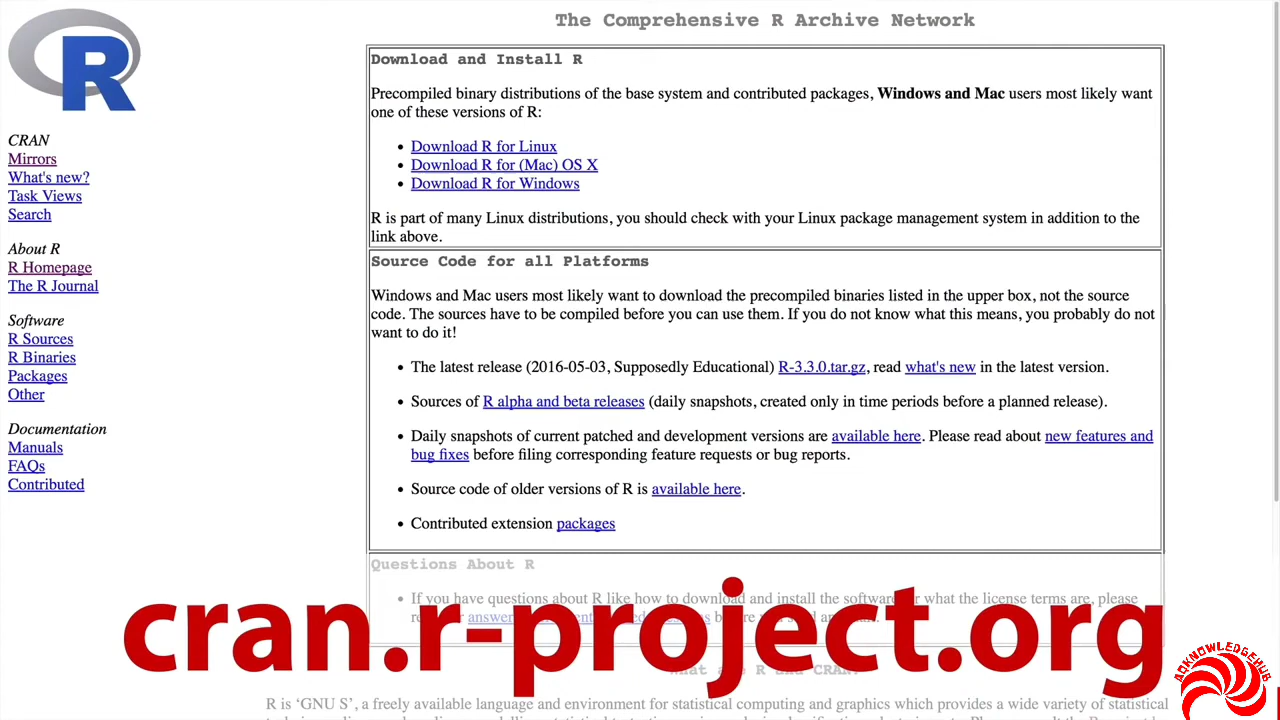 The Comprehensive R Archive Network
R
CRAN
Mirrors
What's new?
Task Views
Search
About R
R Homepage
The R Journal
Software
R Sources
R Binaries
Packages
Other
Documentation
Manuals
FAQs
Contributed
Download and Install R
Precompiled binary distributions of the base system and contributed packages, Windows and Mac users most likely want
one of these versions of R:
Download R for Linux
Download R for (Mac) OS X
Download R for Windows
R is part of many Linux distributions, you should check with your Linux package management system in addition to the
link above.
Source Code for all Platforms
Windows and Mac users most likely want to download the precompiled binaries listed in the upper box, not the source
code. The sources have to be compiled before you can use them. If you do not know what this means, you probably do not
want to do it!
The latest release (2016-05-03, Supposedly Educational) R-3.3.0.tar.gz, read what's new in the latest version.
Sources of R alpha and beta releases (daily snapshots, created only in time periods before a planned release).
Daily snapshots of current patched and development versions are available here. Please read about new features and
bug fixes before filing corresponding feature requests or bug reports.
Source code of older versions of R is available here.
Contributed extension packages
Questions About R
If you have questions about R like how to download and install the software, or what the license terms are, please
cran.r-project.org
What are R and CRAN?
R is 'GNU S', a freely available language and environment for statistical computing and graphics which provides a wide variety of statistical
ACKNOWLEDGEHUB